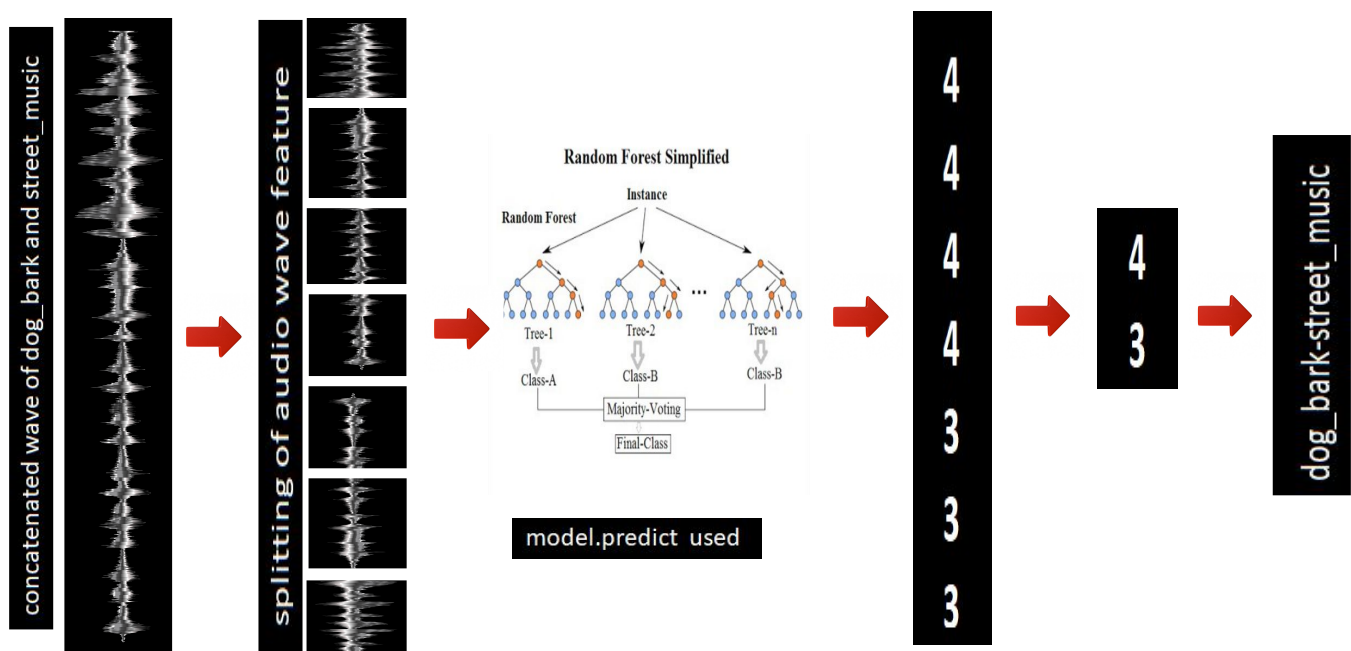 concatenated wave of dog_bark and street_music
splitting of audio wave feature
Random Forest Simplified
Instance
Random Forest
...
Tree-1
Tree-2
Tree-n
Class-A
Class-B
Class-B
Majority-Voting
Final-Class
model.predict used
4
4
4
4
3
3
3
4
3
dog_bark-street_music